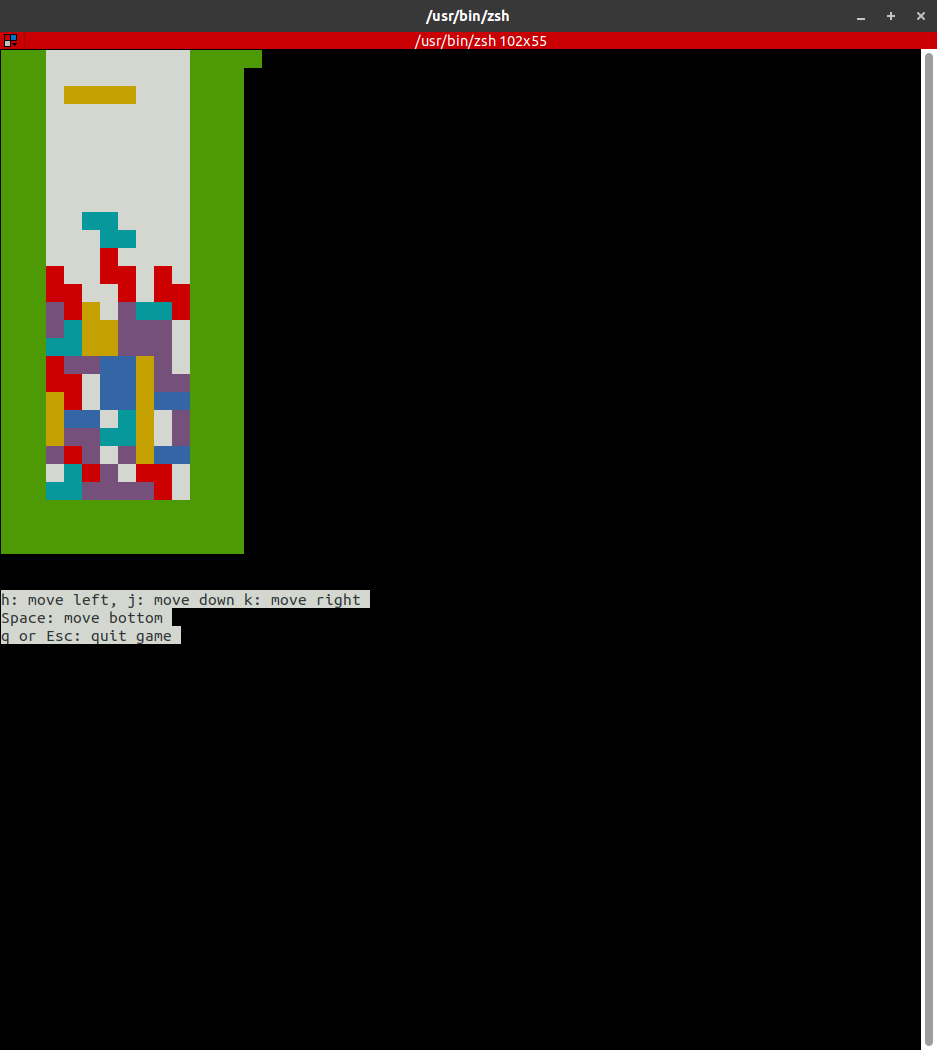 /usr/bin/zsh
/usr/bin/zsh 102x55
h: move left, j: move down k: move right
Space: move bottom
q or Esc: quit game